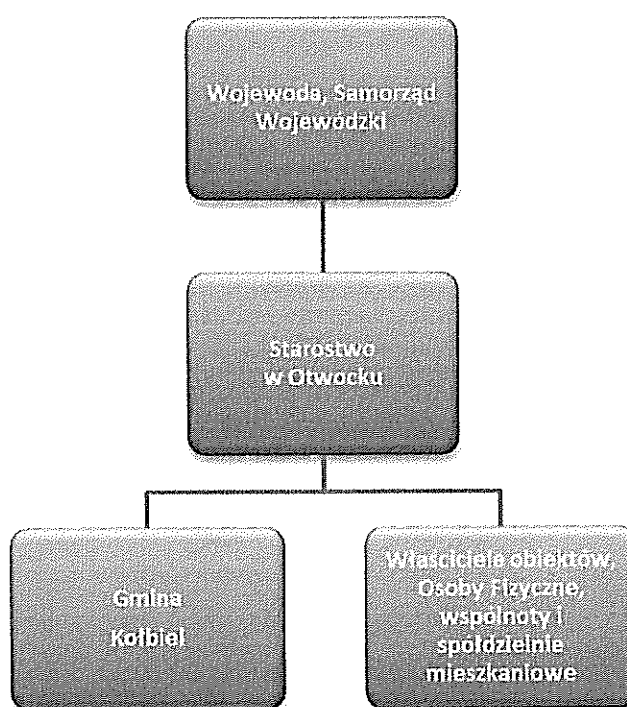 Wojewoda, Samorząd
Wojewódzki
Starostwo
w Otwocku
Gmina
Kołbiel
Właściciele obiektów,
Osoby Fizyczne,
wspólnoty i
spółdzielnie
mieszkaniowe